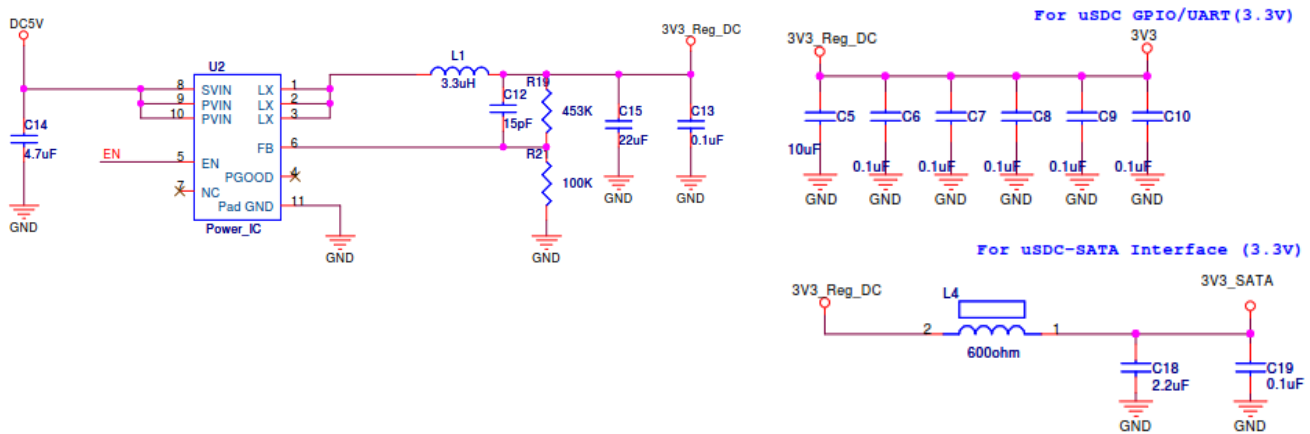 DC5V
U2
8
SVIN
LX
1
9
PVIN
LX
2
10
PVIN
LX
3
FB
6
EN
5
EN
PGOOD
4
7
NC
Pad GND
11
Power_IC
C14
4.7uF
GND
GND
L1
3.3uH
C12
15pF
R19
453K
R21
100K
GND
C15
22uF
GND
3V3_Reg_DC
C13
0.1uF
GND
For uSDC GPIO/UART(3.3V)
3V3_Reg_DC
3V3
C5
C6
C7
C8
C9
C10
10uF
0.1uF
0.1uF
0.1uF
0.1uF
0.1uF
GND
GND
GND
GND
GND
GND
For uSDC-SATA Interface (3.3V)
3V3_Reg_DC
L4
3V3_SATA
2
1
600ohm
C18
2.2uF
C19
0.1uF
GND
GND